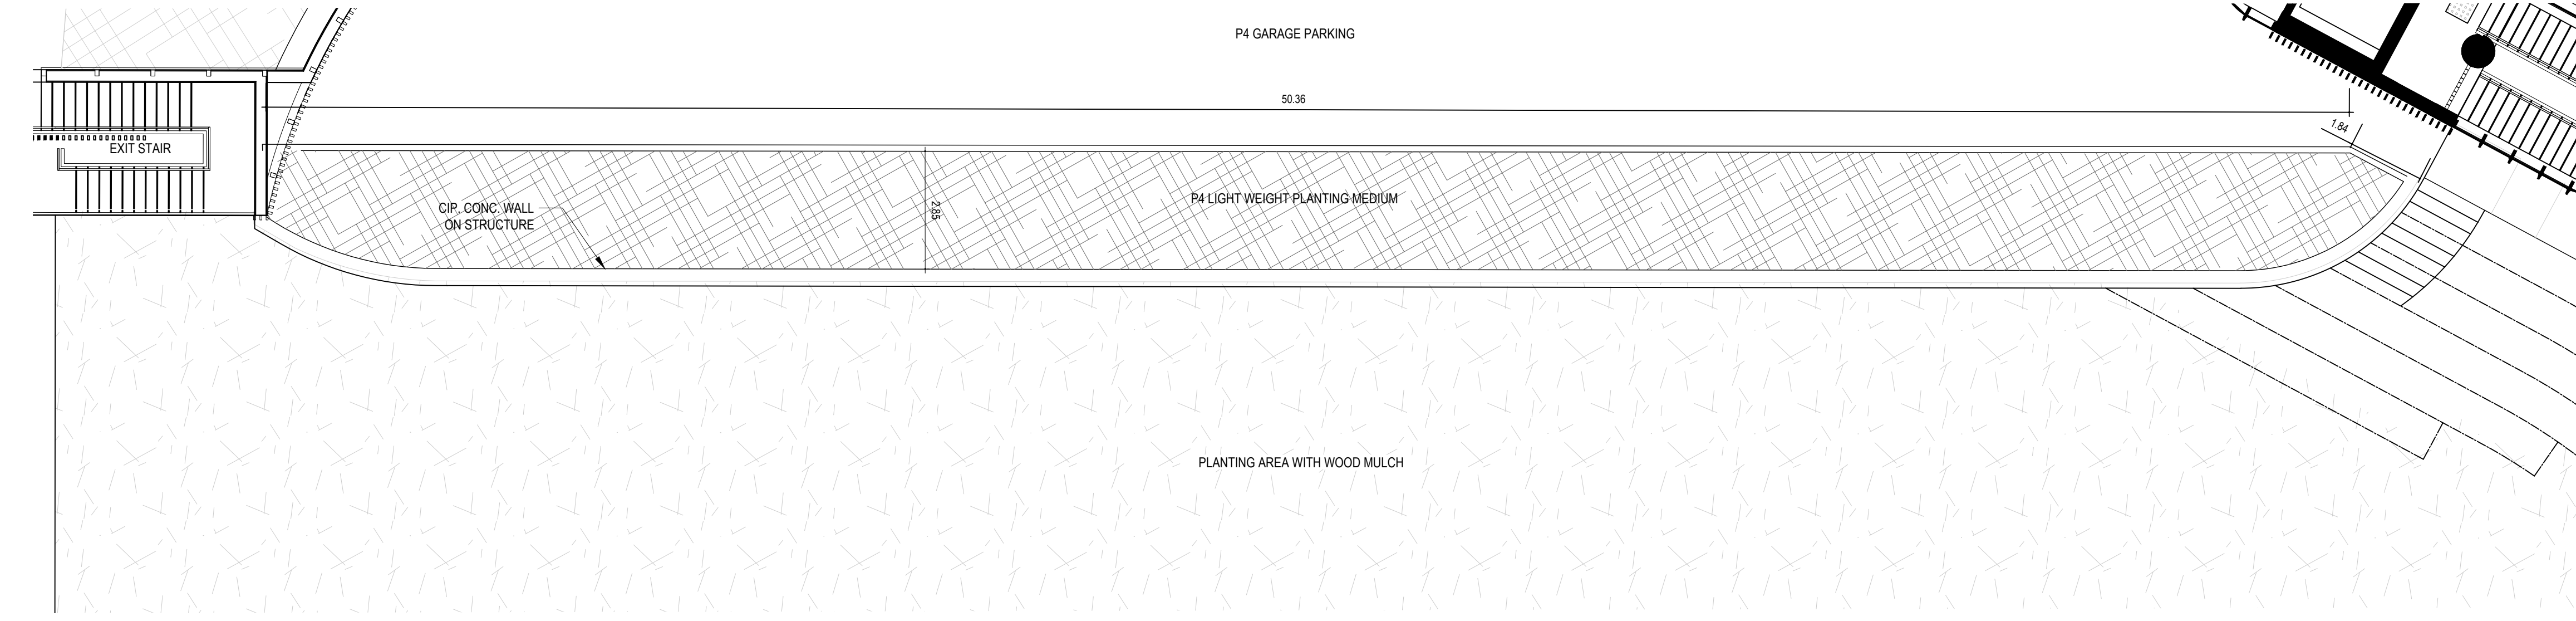 P4 GARAGE PARKING
50.36
1.84
EXIT STAIR
P4 LIGHT WEIGHT PLANTING MEDIUM
CIP. CONC. WALL
ON STRUCTURE
2.85
PLANTING AREA WITH WOOD MULCH